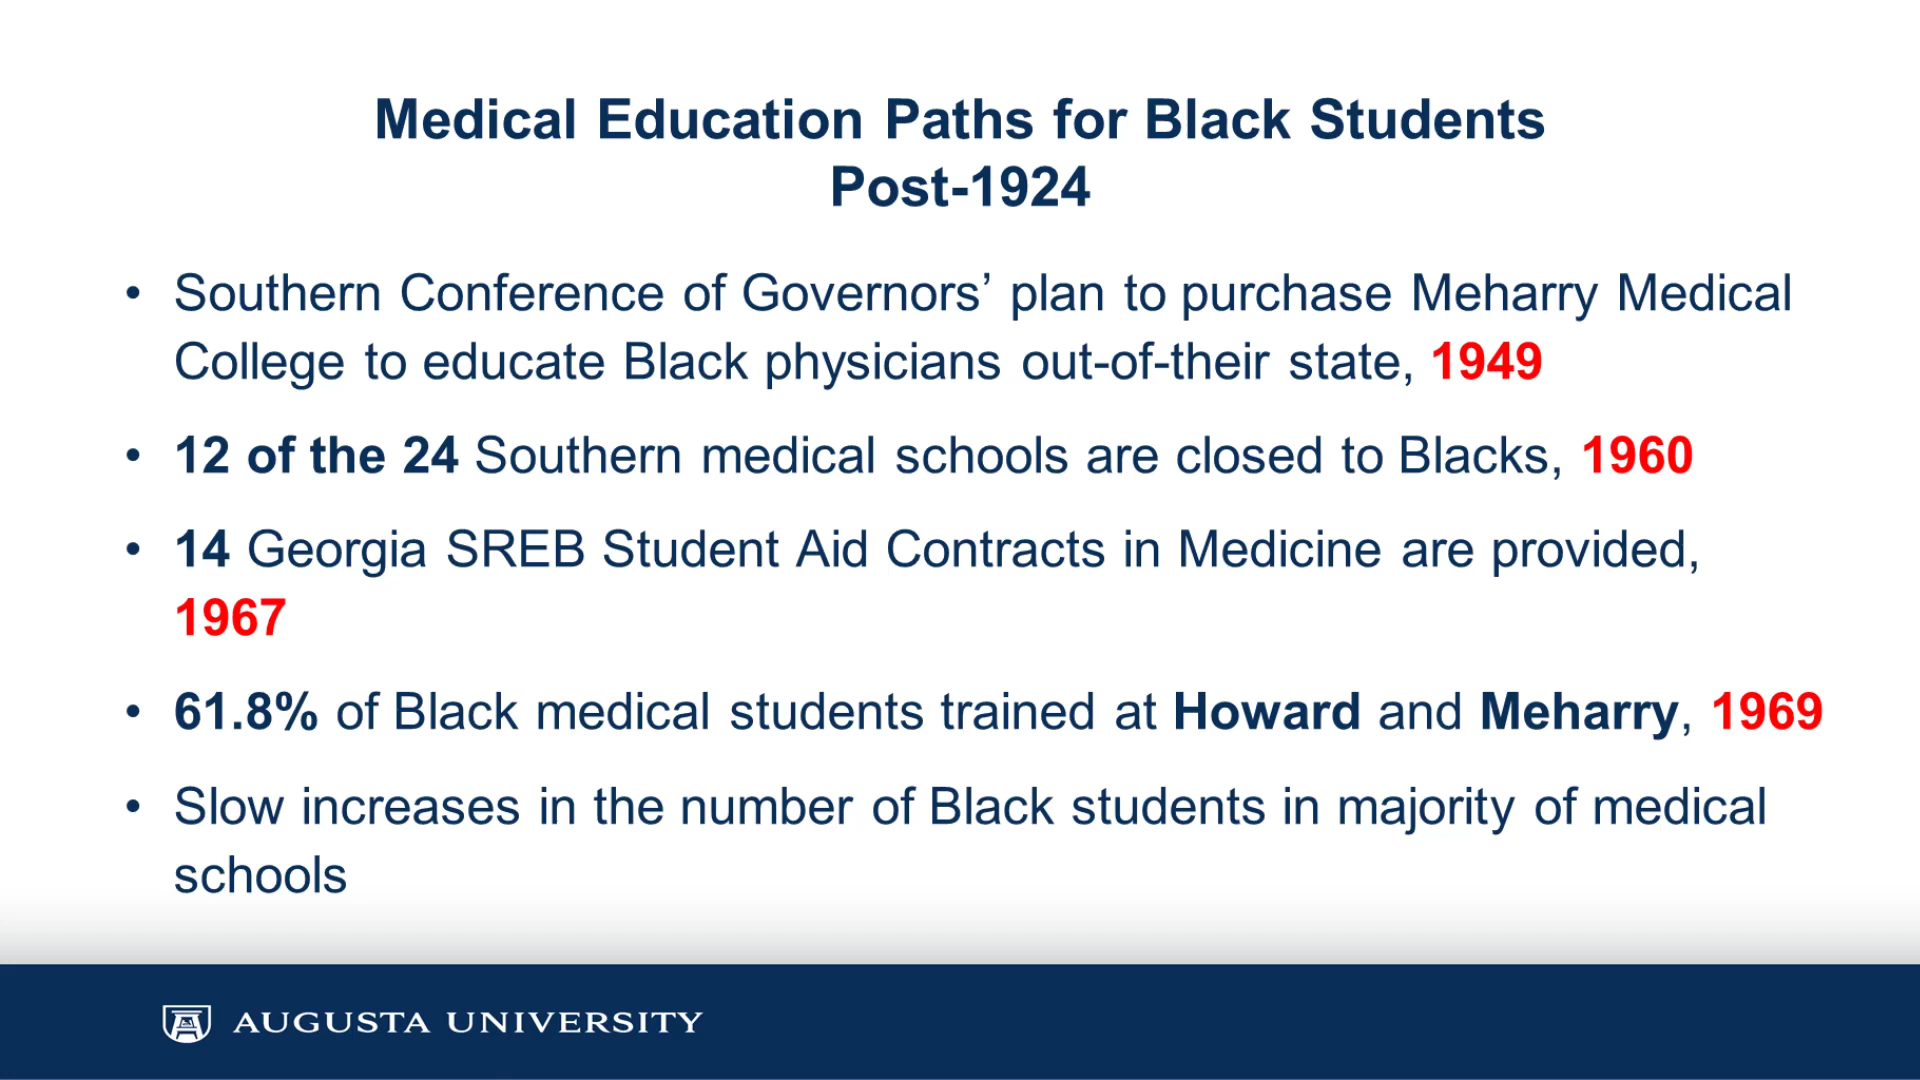 Medical Education Paths for Black Students
Post-1924
• Southern Conference of Governors’ plan to purchase Meharry Medical
College to educate Black physicians out-of-their state, 1949
• 12 of the 24 Southern medical schools are closed to Blacks, 1960
• 14 Georgia SREB Student Aid Contracts in Medicine are provided,
1967
• 61.8% of Black medical students trained at Howard and Meharry, 1969
• Slow increases in the number of Black students in majority of medical
schools
AUGUSTA UNIVERSITY